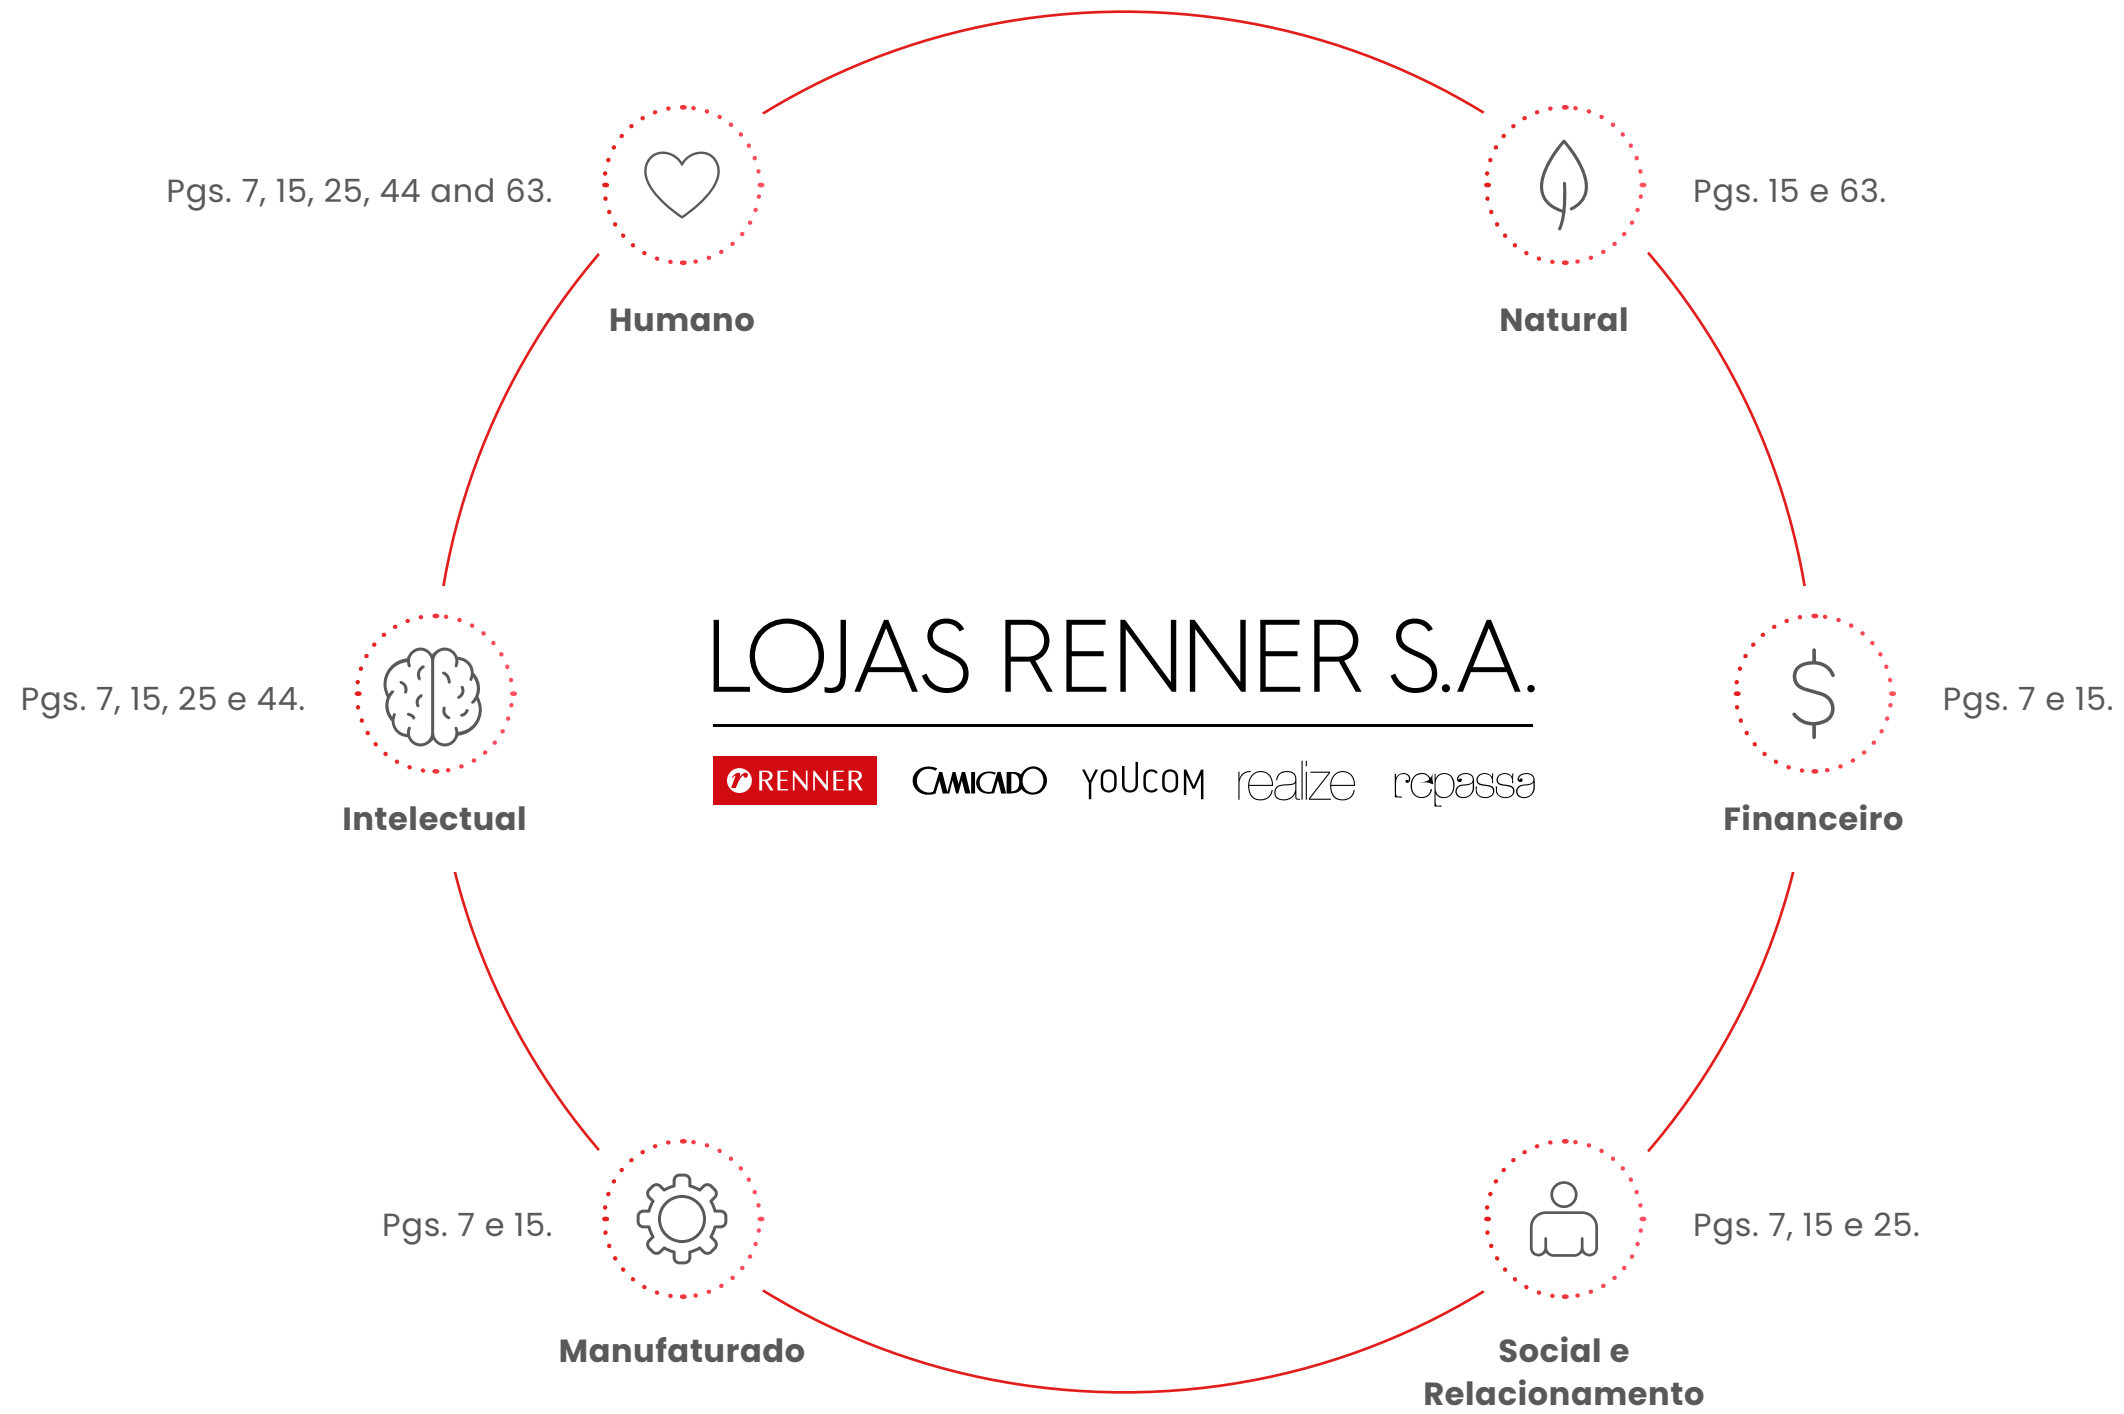 Pgs. 7, 15, 25, 44 and 63.
Humano
Pgs. 15 e 63.
Natural
Pgs. 7, 15, 25 e 44.
Intelectual
LOJAS RENNER S.A.
r RENNER CAMICADO YOUCOM realize repassa
Pgs. 7 e 15.
Financeiro
Pgs. 7 e 15.
Manufaturado
Pgs. 7, 15 e 25.
Social e
Relacionamento